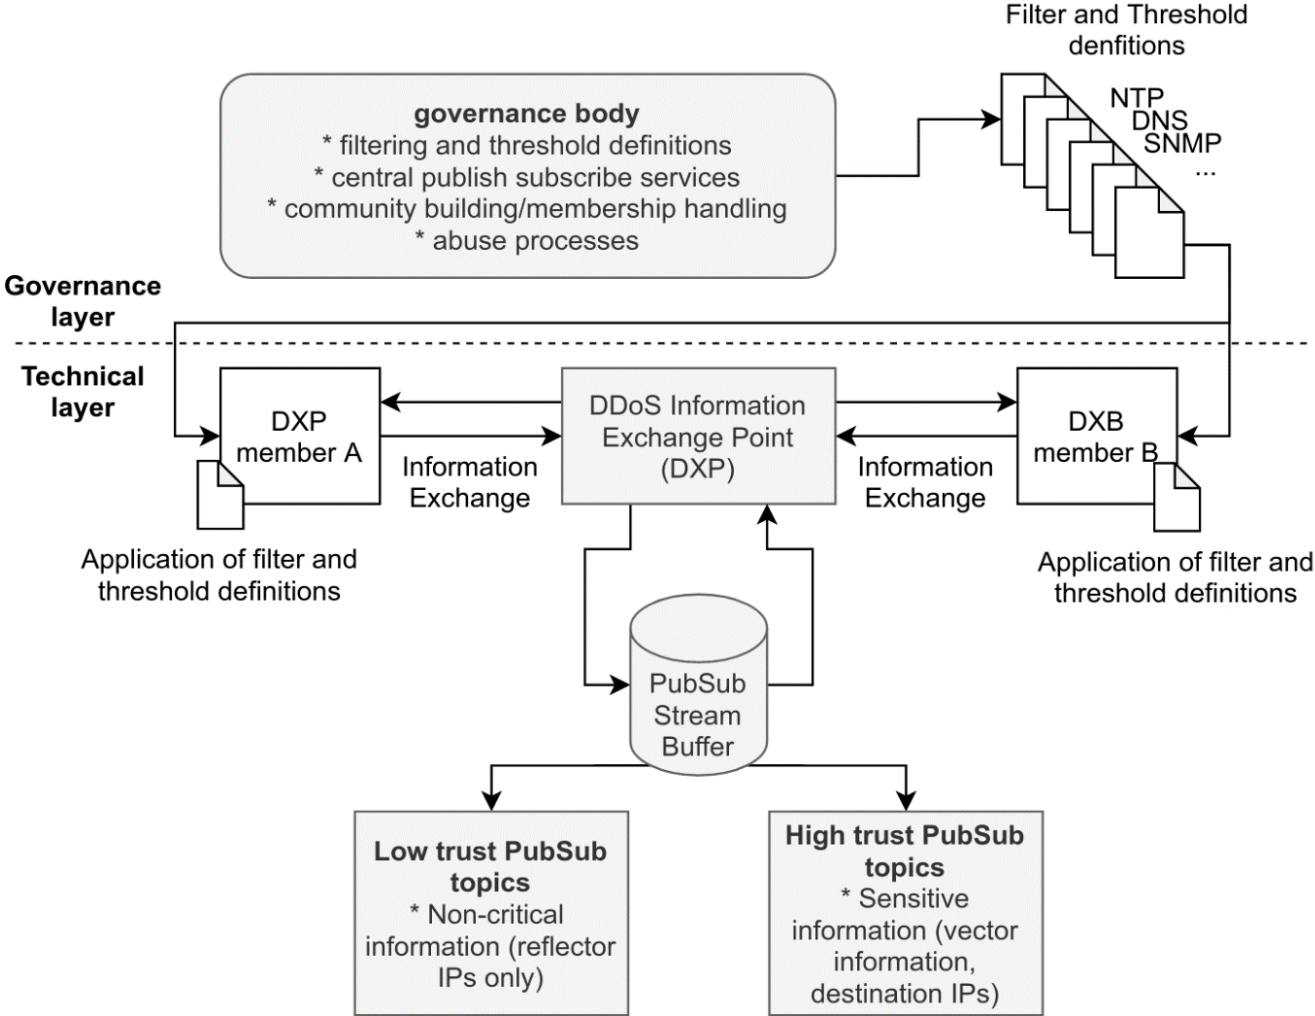 Filter and Threshold
denfitions
NTP
DNS
SNMP
...
governance body
* filtering and threshold definitions
* central publish subscribe services
* community building/membership handling
* abuse processes
Governance
layer
Technical
layer
DXP
member A
Information
Exchange
DDoS Information
Exchange Point
(DXP)
Information
Exchange
DXB
member B
Application of filter and
threshold definitions
Application of filter and
threshold definitions
PubSub
Stream
Buffer
Low trust PubSub
topics
* Non-critical
information (reflector
IPs only)
High trust PubSub
topics
* Sensitive
information (vector
information,
destination IPs)